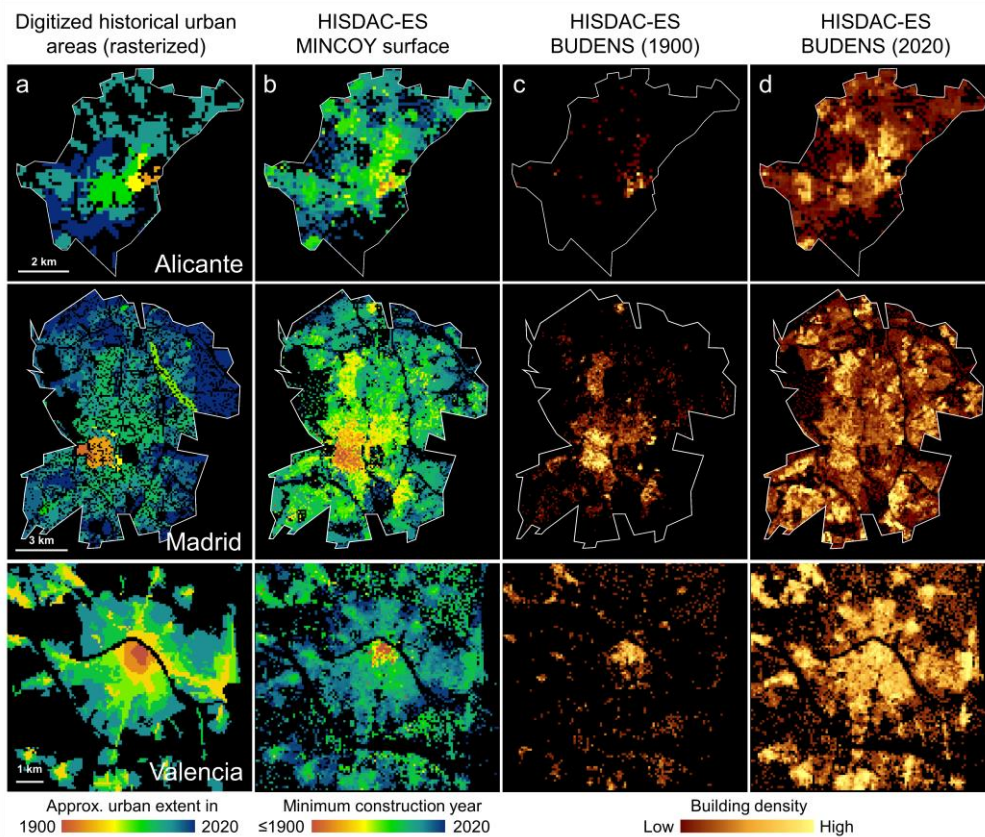 Digitized historical urban
areas (rasterized)
HISDAC-ES
MINCOY surface
HISDAC-ES
BUDENS (1900)
HISDAC-ES
BUDENS (2020)
a
b
c
d
2 km
Alicante
3 km
Madrid
1 km
Valencia
Approx. urban extent in
1900
2020
Minimum construction year
≤1900
2020
Building density
Low
High